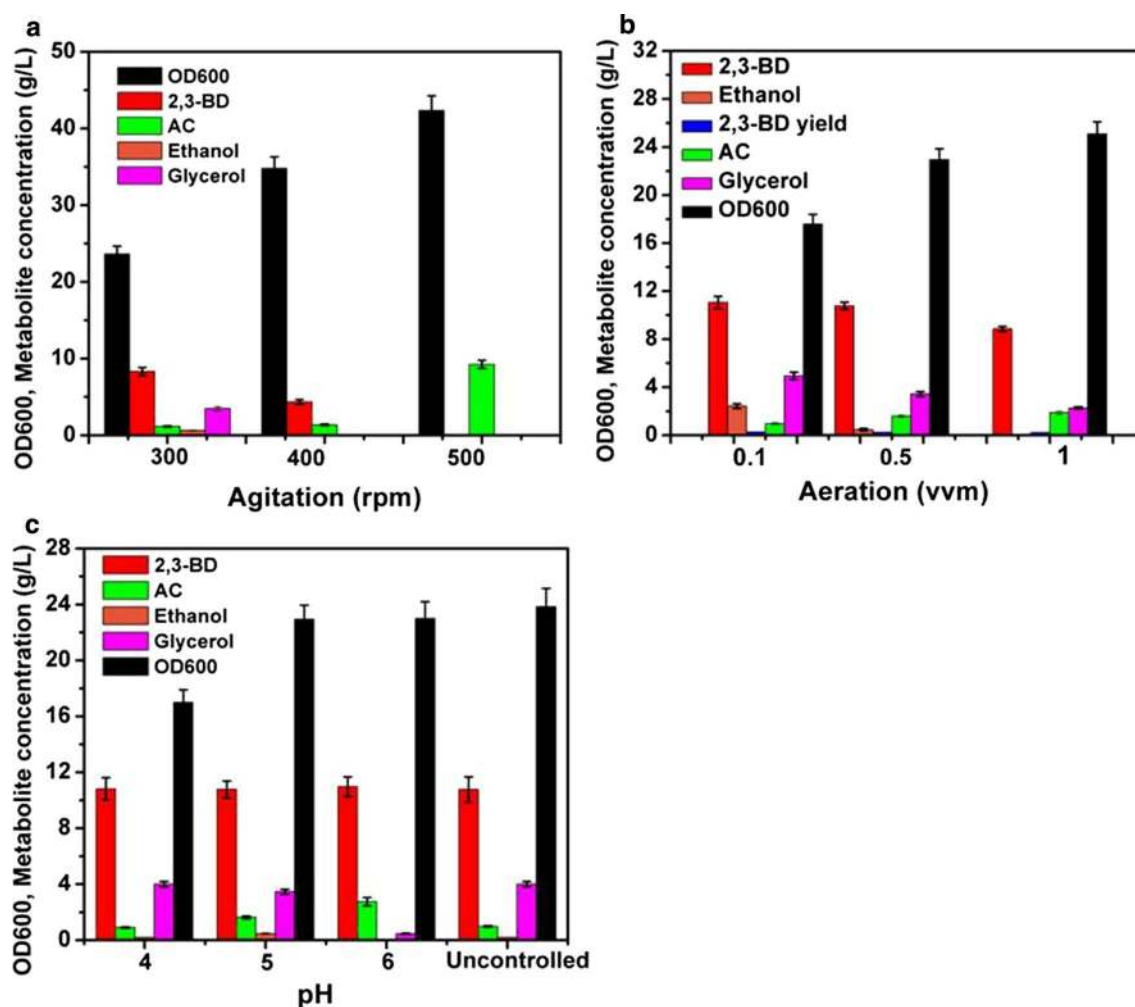 a
OD600, Metabolite concentration (g/L)
50
40
30
20
10
0
OD600
2,3-BD
AC
Ethanol
Glycerol
300 400 500
Agitation (rpm)
b
OD600, Metabolite concentration (g/L)
32
28
24
20
16
12
8
4
0
2,3-BD
Ethanol
2,3-BD yield
AC
Glycerol
OD600
0.1 0.5 1
Aeration (vvm)
c
OD600, Metabolite concentration (g/L)
28
24
20
16
12
8
4
0
2,3-BD
AC
Ethanol
Glycerol
OD600
4 5 6 Uncontrolled
pH